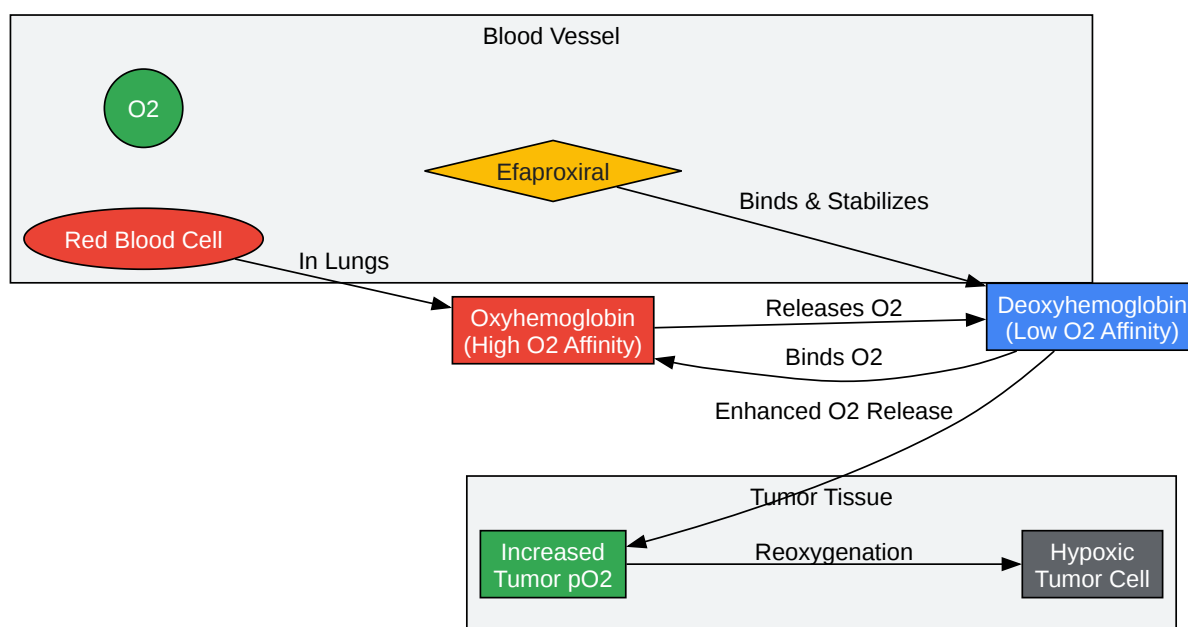 Blood Vessel
O2
Efaproxiral
Binds & Stabilizes
Red Blood Cell
In Lungs
Oxyhemoglobin
(High O2 Affinity)
Releases O2
Deoxyhemoglobin
(Low O2 Affinity)
Binds O2
Enhanced O2 Release
Tumor Tissue
Increased
Tumor pO2
Reoxygenation
Hypoxic
Tumor Cell